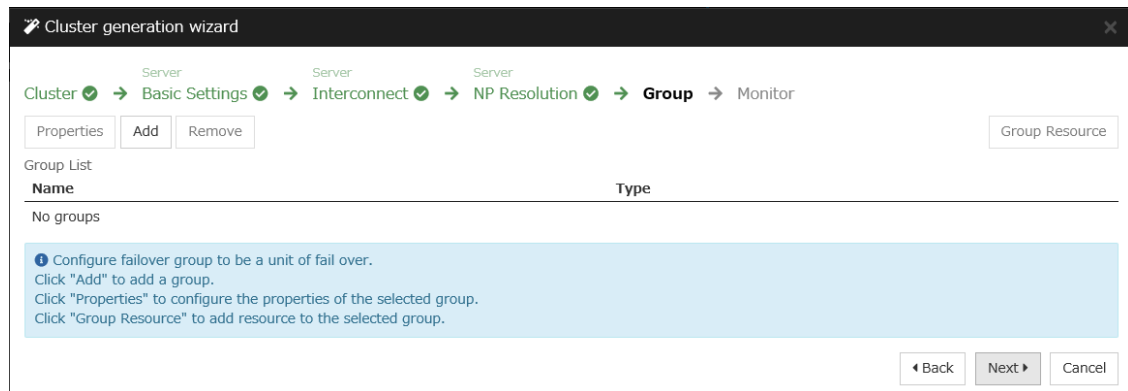 Cluster generation wizard
Server Server Server
Cluster → Basic Settings → Interconnect → NP Resolution → Group → Monitor
Properties Add Remove Group Resource
Group List
Name Type
No groups
Configure failover group to be a unit of fail over.
Click "Add" to add a group.
Click "Properties" to configure the properties of the selected group.
Click "Group Resource" to add resource to the selected group.
Back Next Cancel